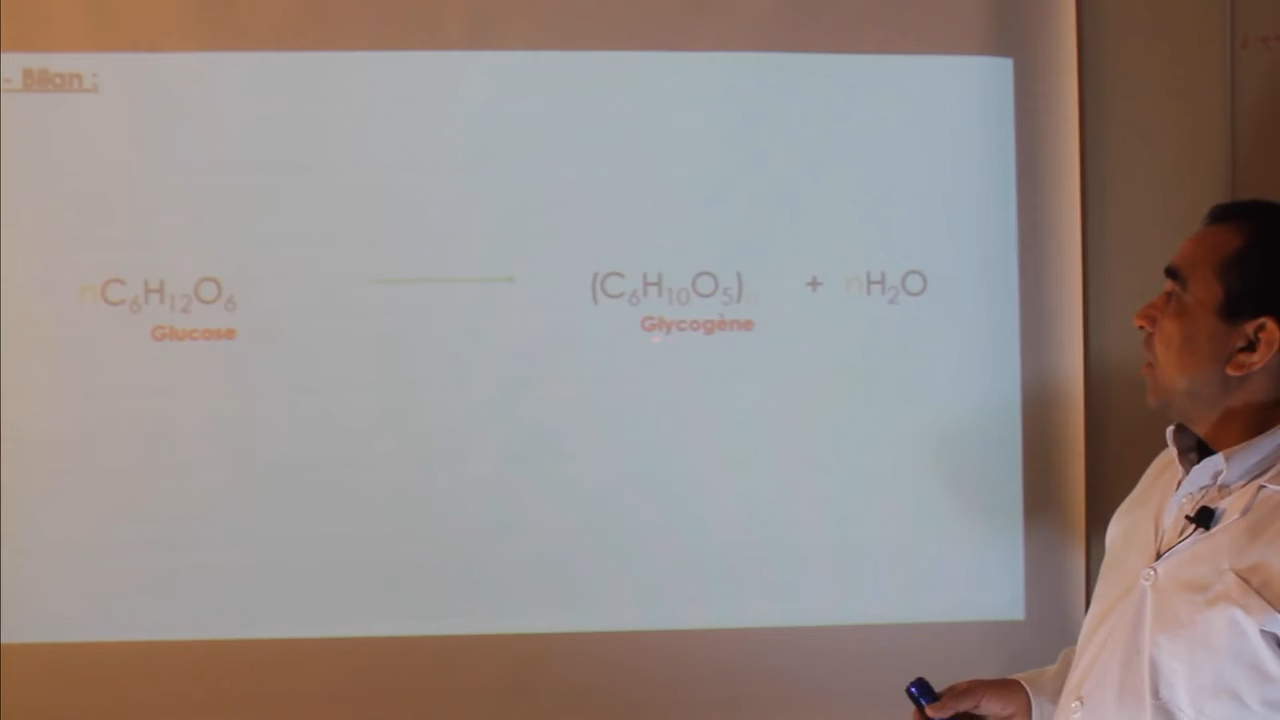 - Bilan :
nC₆H₁₂O₆ (C₆H₁₀O₅)ₙ + nH₂O
Glucose Glycogène